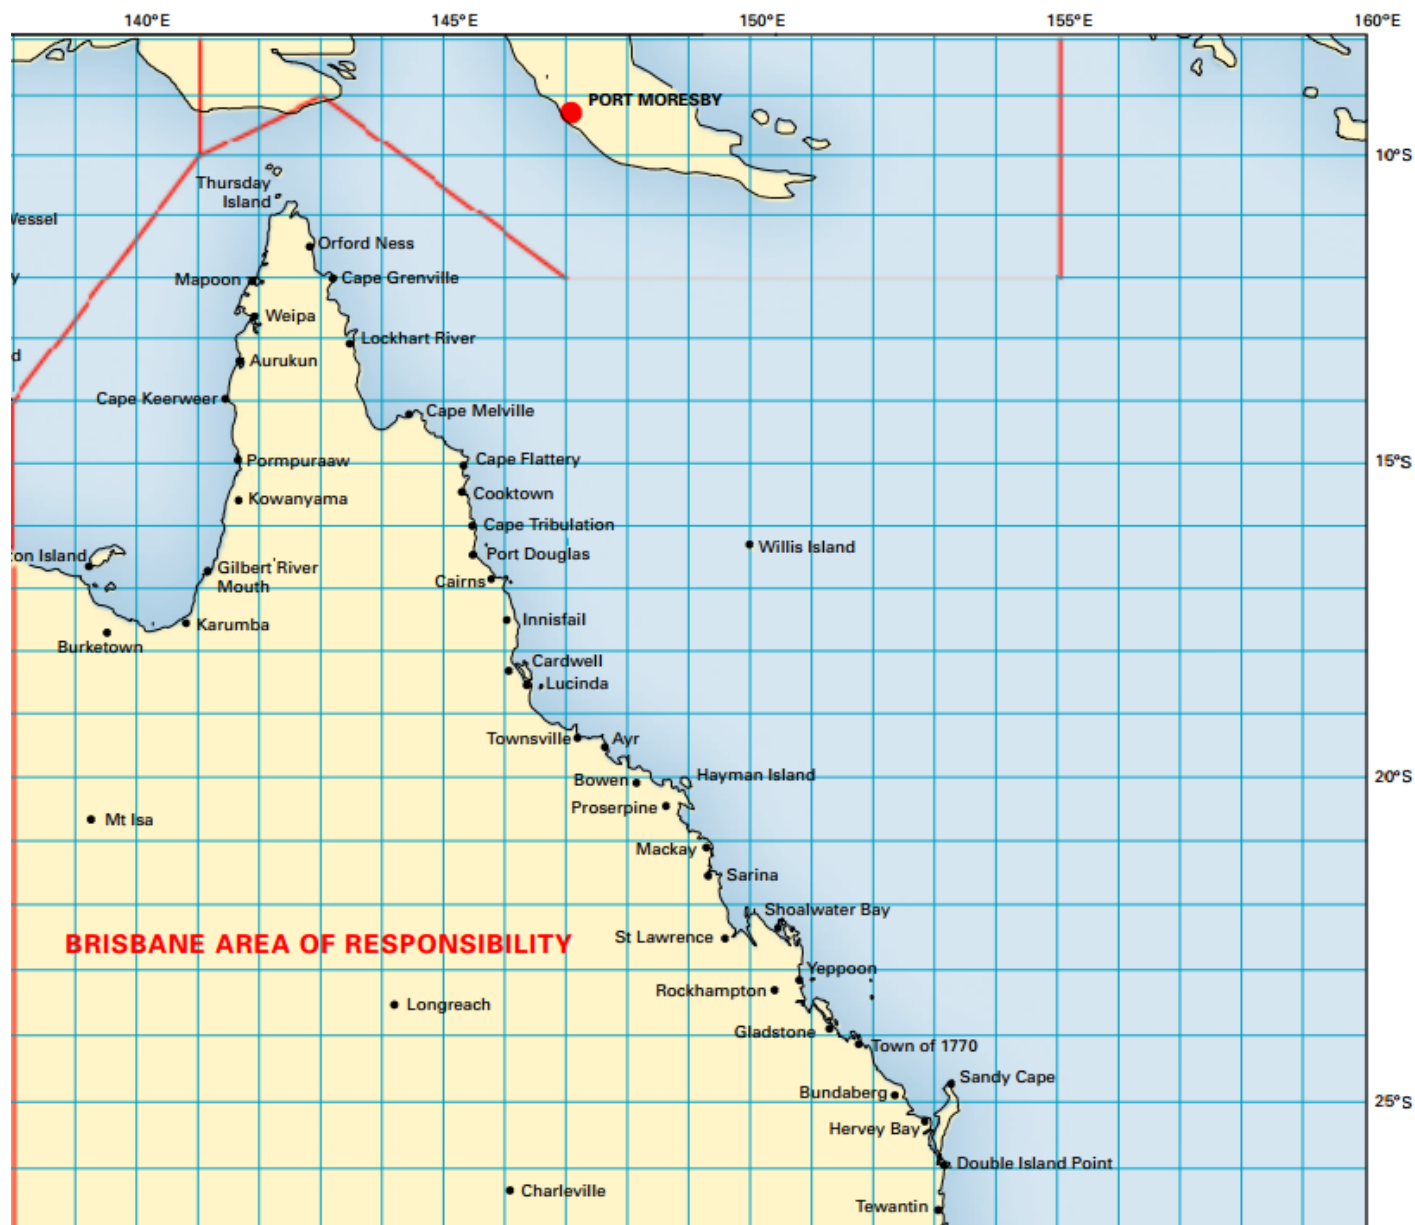 140°E 145°E 150°E 155°E 160°E
PORT MORESBY
10°S
Thursday
Island
Vessel
Orford Ness
Mapoon
Cape Grenville
Weipa
Lockhart River
d
Aurukun
Cape Keerweer
Cape Melville
15°S
Pormpuraaw
Cape Flattery
Kowanyama
Cooktown
Cape Tribulation
Willis Island
ton Island
Port Douglas
Gilbert River
Mouth
Cairns
Innisfail
Karumba
Burketown
Cardwell
Lucinda
Townsville
Ayr
20°S
Hayman Island
Bowen
Proserpine
Mt Isa
Mackay
Sarina
Shoalwater Bay
St Lawrence
BRISBANE AREA OF RESPONSIBILITY
Yeppoon
Rockhampton
Longreach
Gladstone
Town of 1770
Sandy Cape
Bundaberg
25°S
Hervey Bay
Double Island Point
Charleville
Tewantin